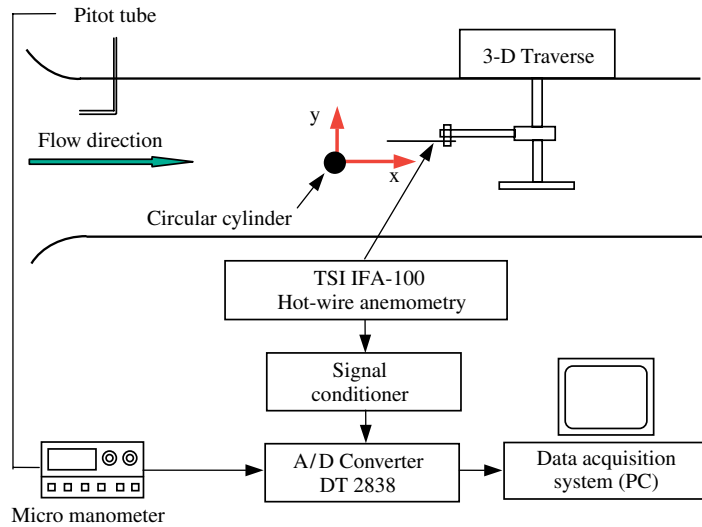 Pitot tube
3-D Traverse
Flow direction
y
x
Circular cylinder
TSI IFA-100
Hot-wire anemometry
Signal
conditioner
A/D Converter
DT 2838
Data acquisition
system (PC)
Micro manometer